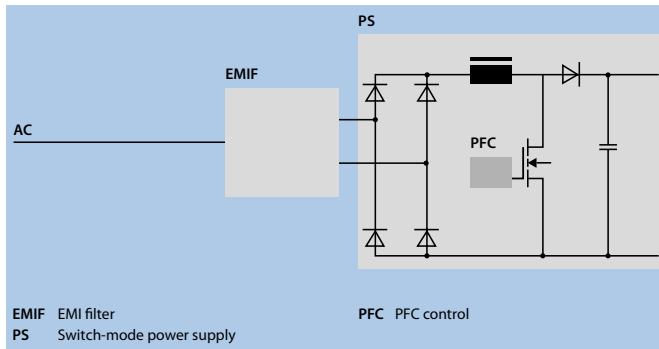 PS
EMIF
AC
PFC
EMIF EMI filter
PFC PFC control
PS Switch-mode power supply